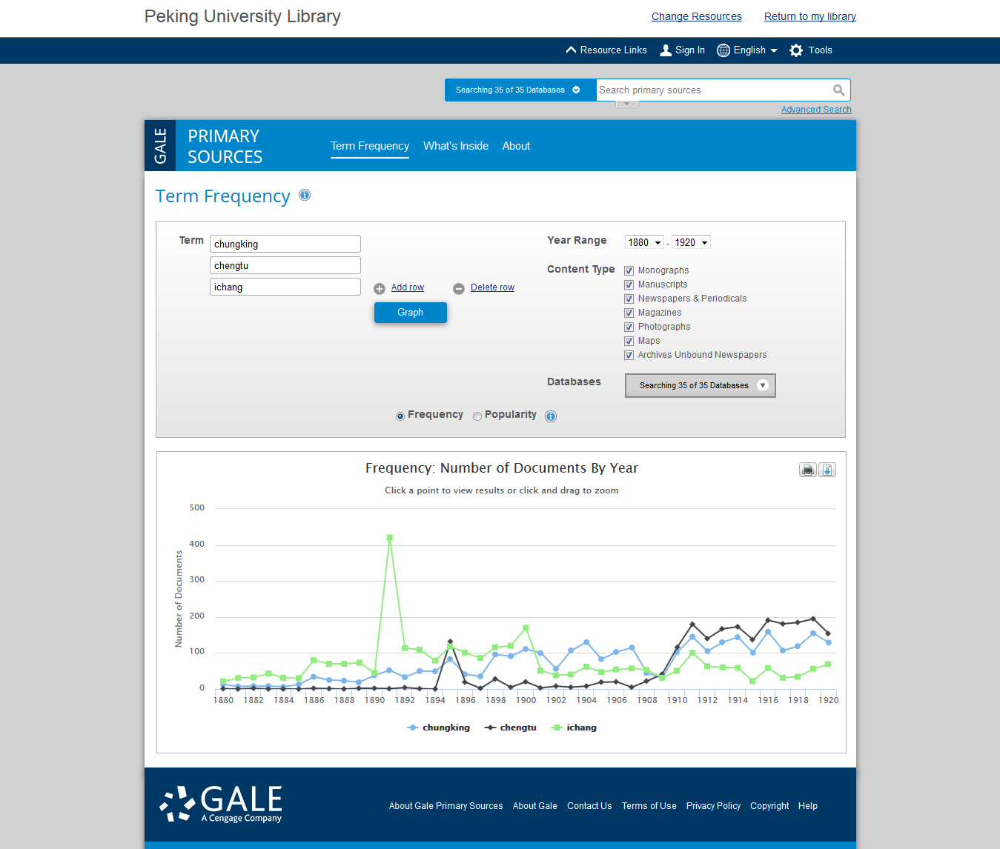 Peking University Library
Change Resources Return to my library
Resource Links Sign In English Tools
Searching 35 of 35 Databases Search primary sources
Advanced Search
GALE
PRIMARY
SOURCES
Term Frequency What's Inside About
Term Frequency
Term chungking
chengtu
ichang
Add row Delete row
Graph
Year Range 1880 - 1920
Content Type Monographs
Manuscripts
Newspapers & Periodicals
Magazines
Photographs
Maps
Archives Unbound Newspapers
Databases Searching 35 of 35 Databases
Frequency Popularity
Frequency: Number of Documents By Year
Click a point to view results or click and drag to zoom
Number of Documents
500
400
300
200
100
0
1880 1882 1884 1886 1888 1890 1892 1894 1896 1898 1900 1902 1904 1906 1908 1910 1912 1914 1916 1918 1920
chungking chengtu ichang
GALE
A Cengage Company
About Gale Primary Sources About Gale Contact Us Terms of Use Privacy Policy Copyright Help